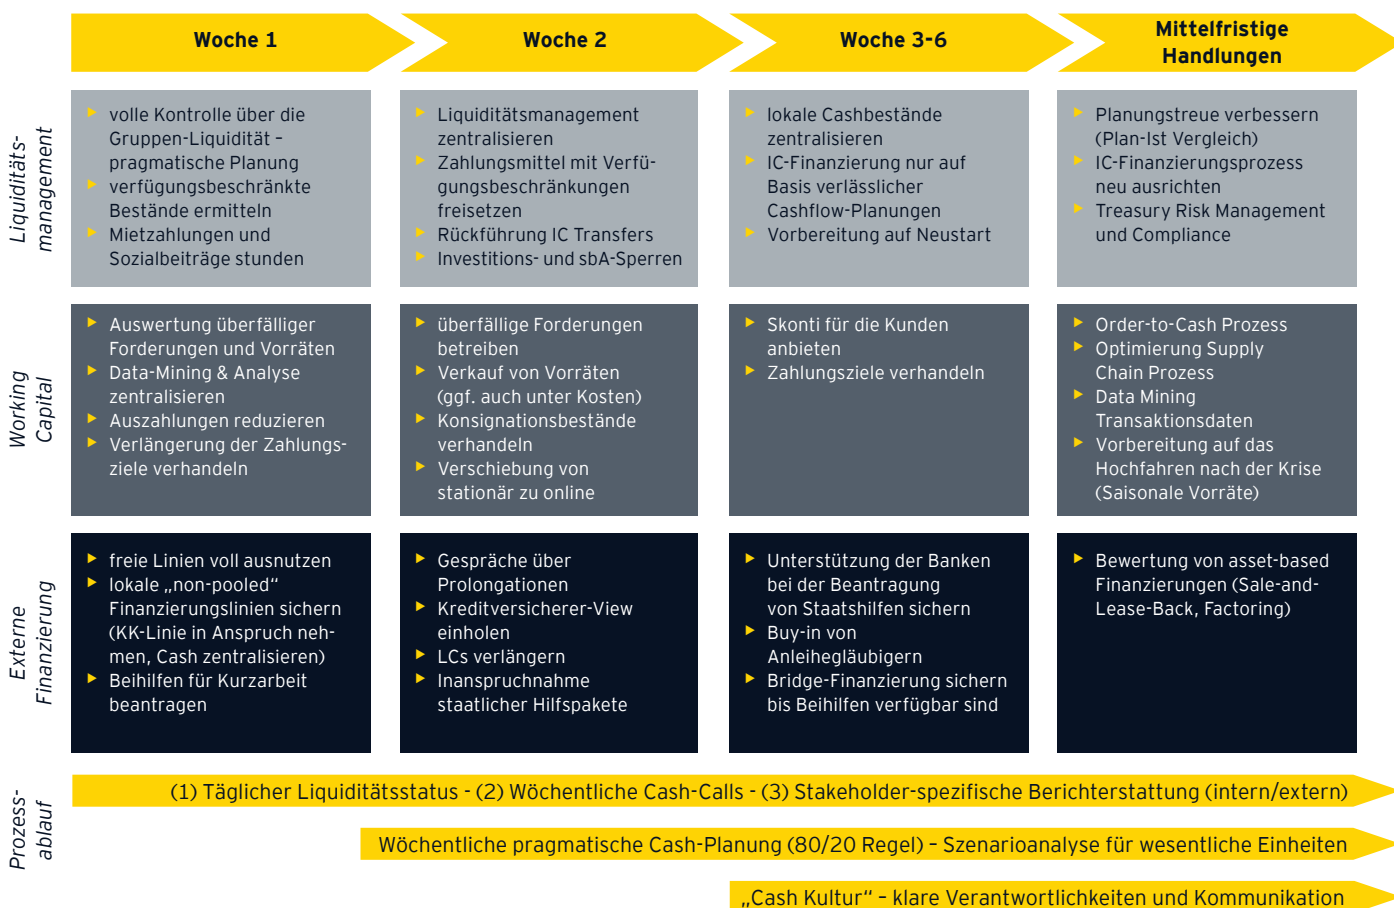 Woche 1
Woche 2
Woche 3-6
Mittelfristige
Handlungen
Liquiditäts-
management
volle Kontrolle über die
Gruppen-Liquidität –
pragmatische Planung
verfügungsbeschränkte
Bestände ermitteln
Mietzahlungen und
Sozialbeiträge stunden
Liquiditätsmanagement
zentralisieren
Zahlungsmittel mit Verfü-
gungsbeschränkungen
freisetzen
Rückführung IC Transfers
Investitions- und sbA-Sperren
lokale Cashbestände
zentralisieren
IC-Finanzierung nur auf
Basis verlässlicher
Cashflow-Planungen
Vorbereitung auf Neustart
Planungstreue verbessern
(Plan-Ist Vergleich)
IC-Finanzierungsprozess
neu ausrichten
Treasury Risk Management
und Compliance
Working
Capital
Auswertung überfälliger
Forderungen und Vorräten
Data-Mining & Analyse
zentralisieren
Auszahlungen reduzieren
Verlängerung der Zahlungs-
ziele verhandeln
überfällige Forderungen
betreiben
Verkauf von Vorräten
(ggf. auch unter Kosten)
Konsignationsbestände
verhandeln
Verschiebung von
stationär zu online
Skonti für die Kunden
anbieten
Zahlungsziele verhandeln
Order-to-Cash Prozess
Optimierung Supply
Chain Prozess
Data Mining
Transaktionsdaten
Vorbereitung auf das
Hochfahren nach der Krise
(Saisonale Vorräte)
Externe
Finanzierung
freie Linien voll ausnutzen
lokale „non-pooled“
Finanzierungslinien sichern
(KK-Linie in Anspruch neh-
men, Cash zentralisieren)
Beihilfen für Kurzarbeit
beantragen
Gespräche über
Prolongationen
Kreditversicherer-View
einholen
LCs verlängern
Inanspruchnahme
staatlicher Hilfspakete
Unterstützung der Banken
bei der Beantragung
von Staatshilfen sichern
Buy-in von
Anleihegläubigern
Bridge-Finanzierung sichern
bis Beihilfen verfügbar sind
Bewertung von asset-based
Finanzierungen (Sale-and-
Lease-Back, Factoring)
Prozess-
ablauf
(1) Täglicher Liquiditätsstatus - (2) Wöchentliche Cash-Calls - (3) Stakeholder-spezifische Berichterstattung (intern/extern)
Wöchentliche pragmatische Cash-Planung (80/20 Regel) – Szenarioanalyse für wesentliche Einheiten
„Cash Kultur“ – klare Verantwortlichkeiten und Kommunikation